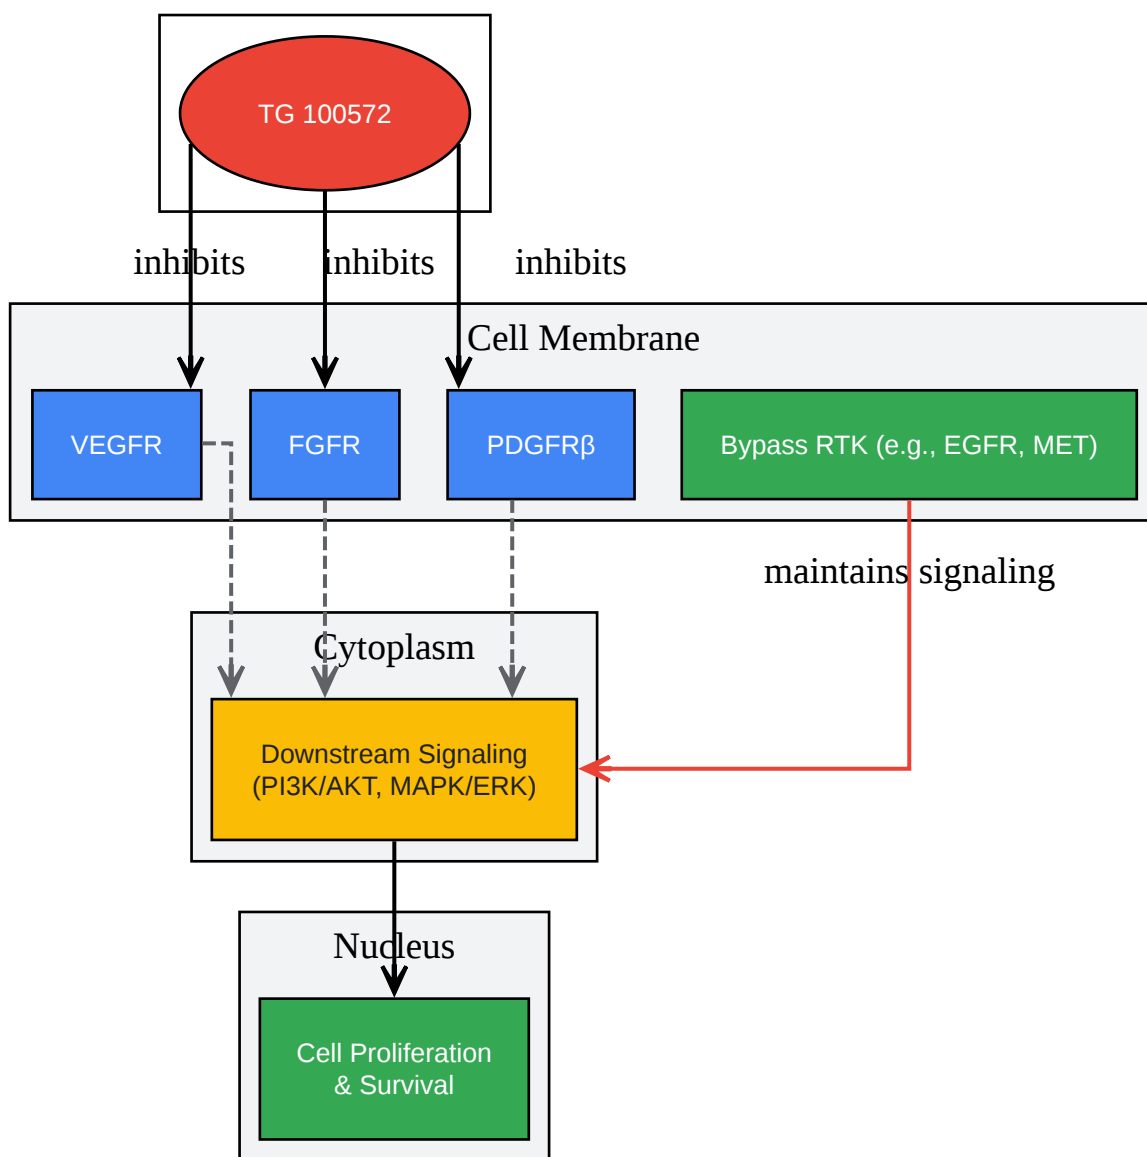 TG 100572
inhibits
inhibits
inhibits
Cell Membrane
VEGFR
FGFR
PDGFRβ
Bypass RTK (e.g., EGFR, MET)
maintains signaling
Cytoplasm
Downstream Signaling
(PI3K/AKT, MAPK/ERK)
Nucleus
Cell Proliferation
& Survival